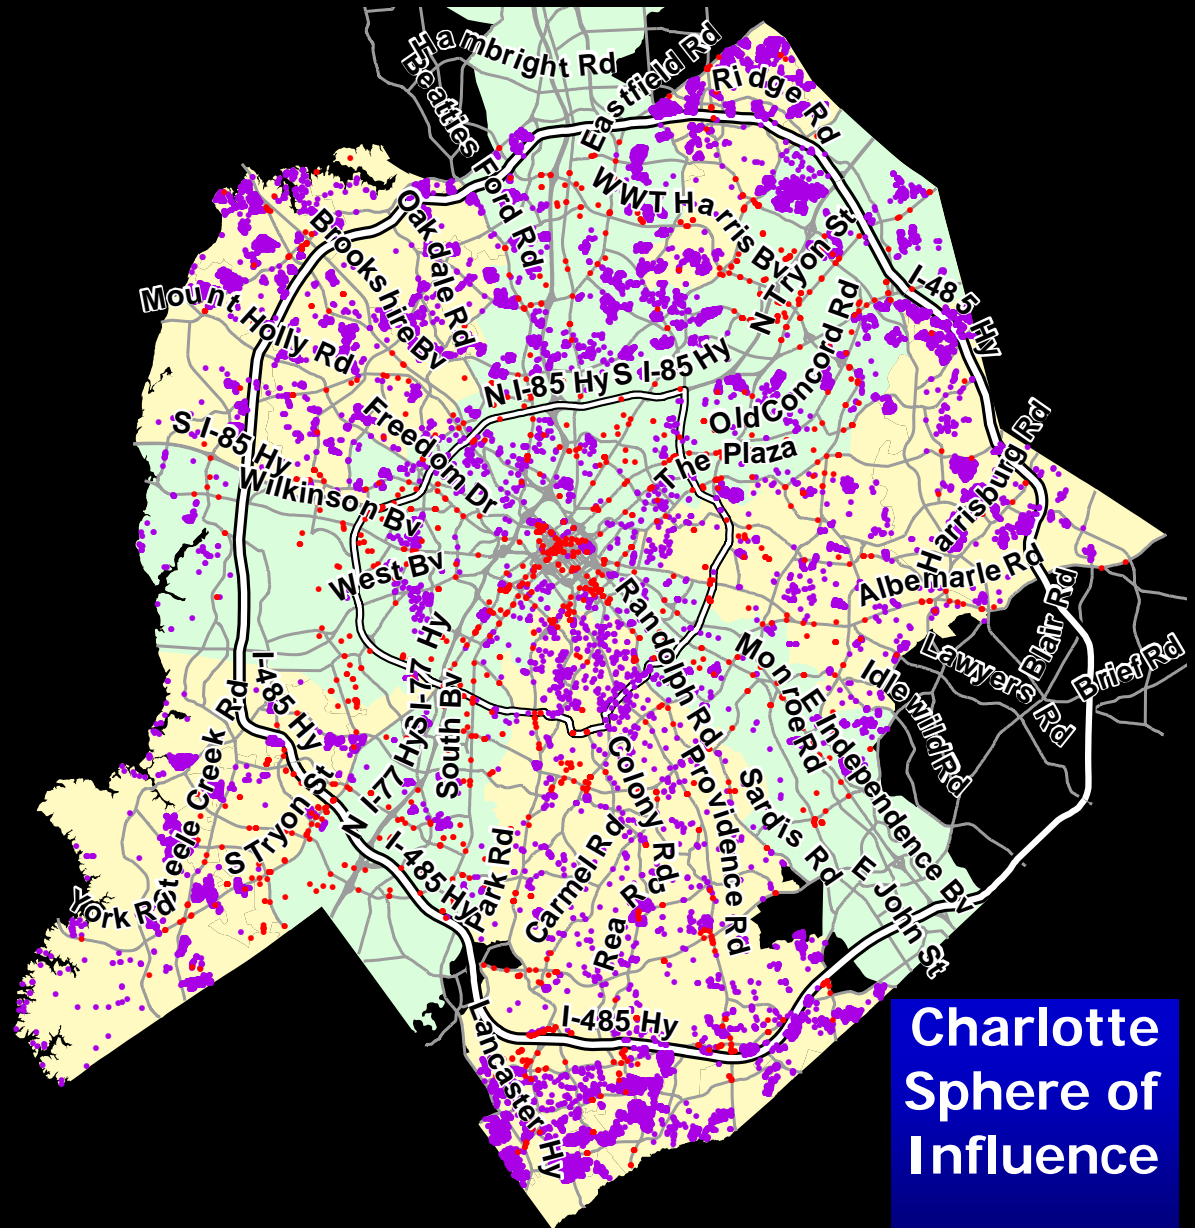 Hambright Rd
Beatties Ford Rd
Eastfield Rd
Ridge Rd
WWT Harris Bv
Oakdale Rd
Brookshire Bv
N Tryon St
Mount Holly Rd
I-485 Hy
Old Concord Rd
N I-85 Hy
S I-85 Hy
Freedom Dr
S I-85 Hy
The Plaza
Harrisburg Rd
Wilkinson Bv
West Bv
Albemarle Rd
Randolph Rd
Blair Rd
Lawyers Rd
Brief Rd
Monroe Rd
Idlewild Rd
E Independence Bv
I-485 Hy
S I-77 Hy
South Bv
N I-77 Hy
Steele Creek Rd
S Tryon St
York Rd
Colony Rd
Providence Rd
Sardis Rd
E John St
I-485 Hy
Park Rd
Carmel Rd
Rea Rd
I-485 Hy
Lancaster Hy
Charlotte
Sphere of
Influence